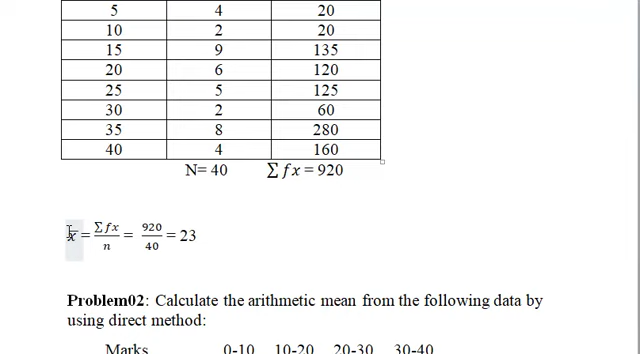 5 4 20
10 2 20
15 9 135
20 6 120
25 5 125
30 2 60
35 8 280
40 4 160
N= 40 ∑ fx = 920
x̅ = ∑ fx / n = 920 / 40 = 23
Problem02: Calculate the arithmetic mean from the following data by
using direct method:
Marks 0-10 10-20 20-30 30-40